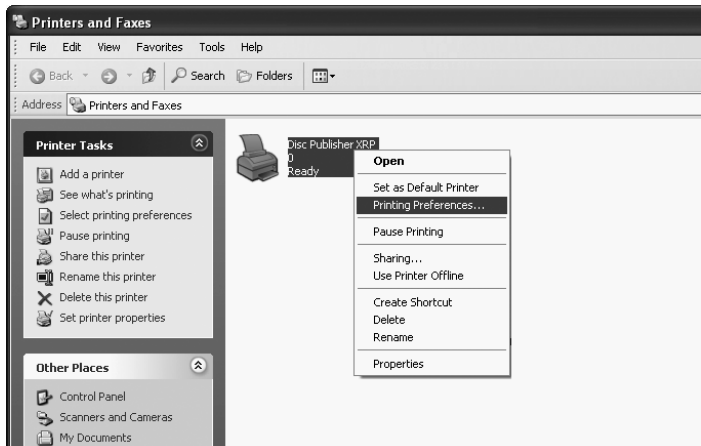 Printers and Faxes
File Edit View Favorites Tools Help
Back Search Folders
Address Printers and Faxes
Printer Tasks
Add a printer
See what's printing
Select printing preferences
Pause printing
Share this printer
Rename this printer
Delete this printer
Set printer properties
Other Places
Control Panel
Scanners and Cameras
My Documents
Disc Publisher XRP
0
Ready
Open
Set as Default Printer
Printing Preferences...
Pause Printing
Sharing...
Use Printer Offline
Create Shortcut
Delete
Rename
Properties